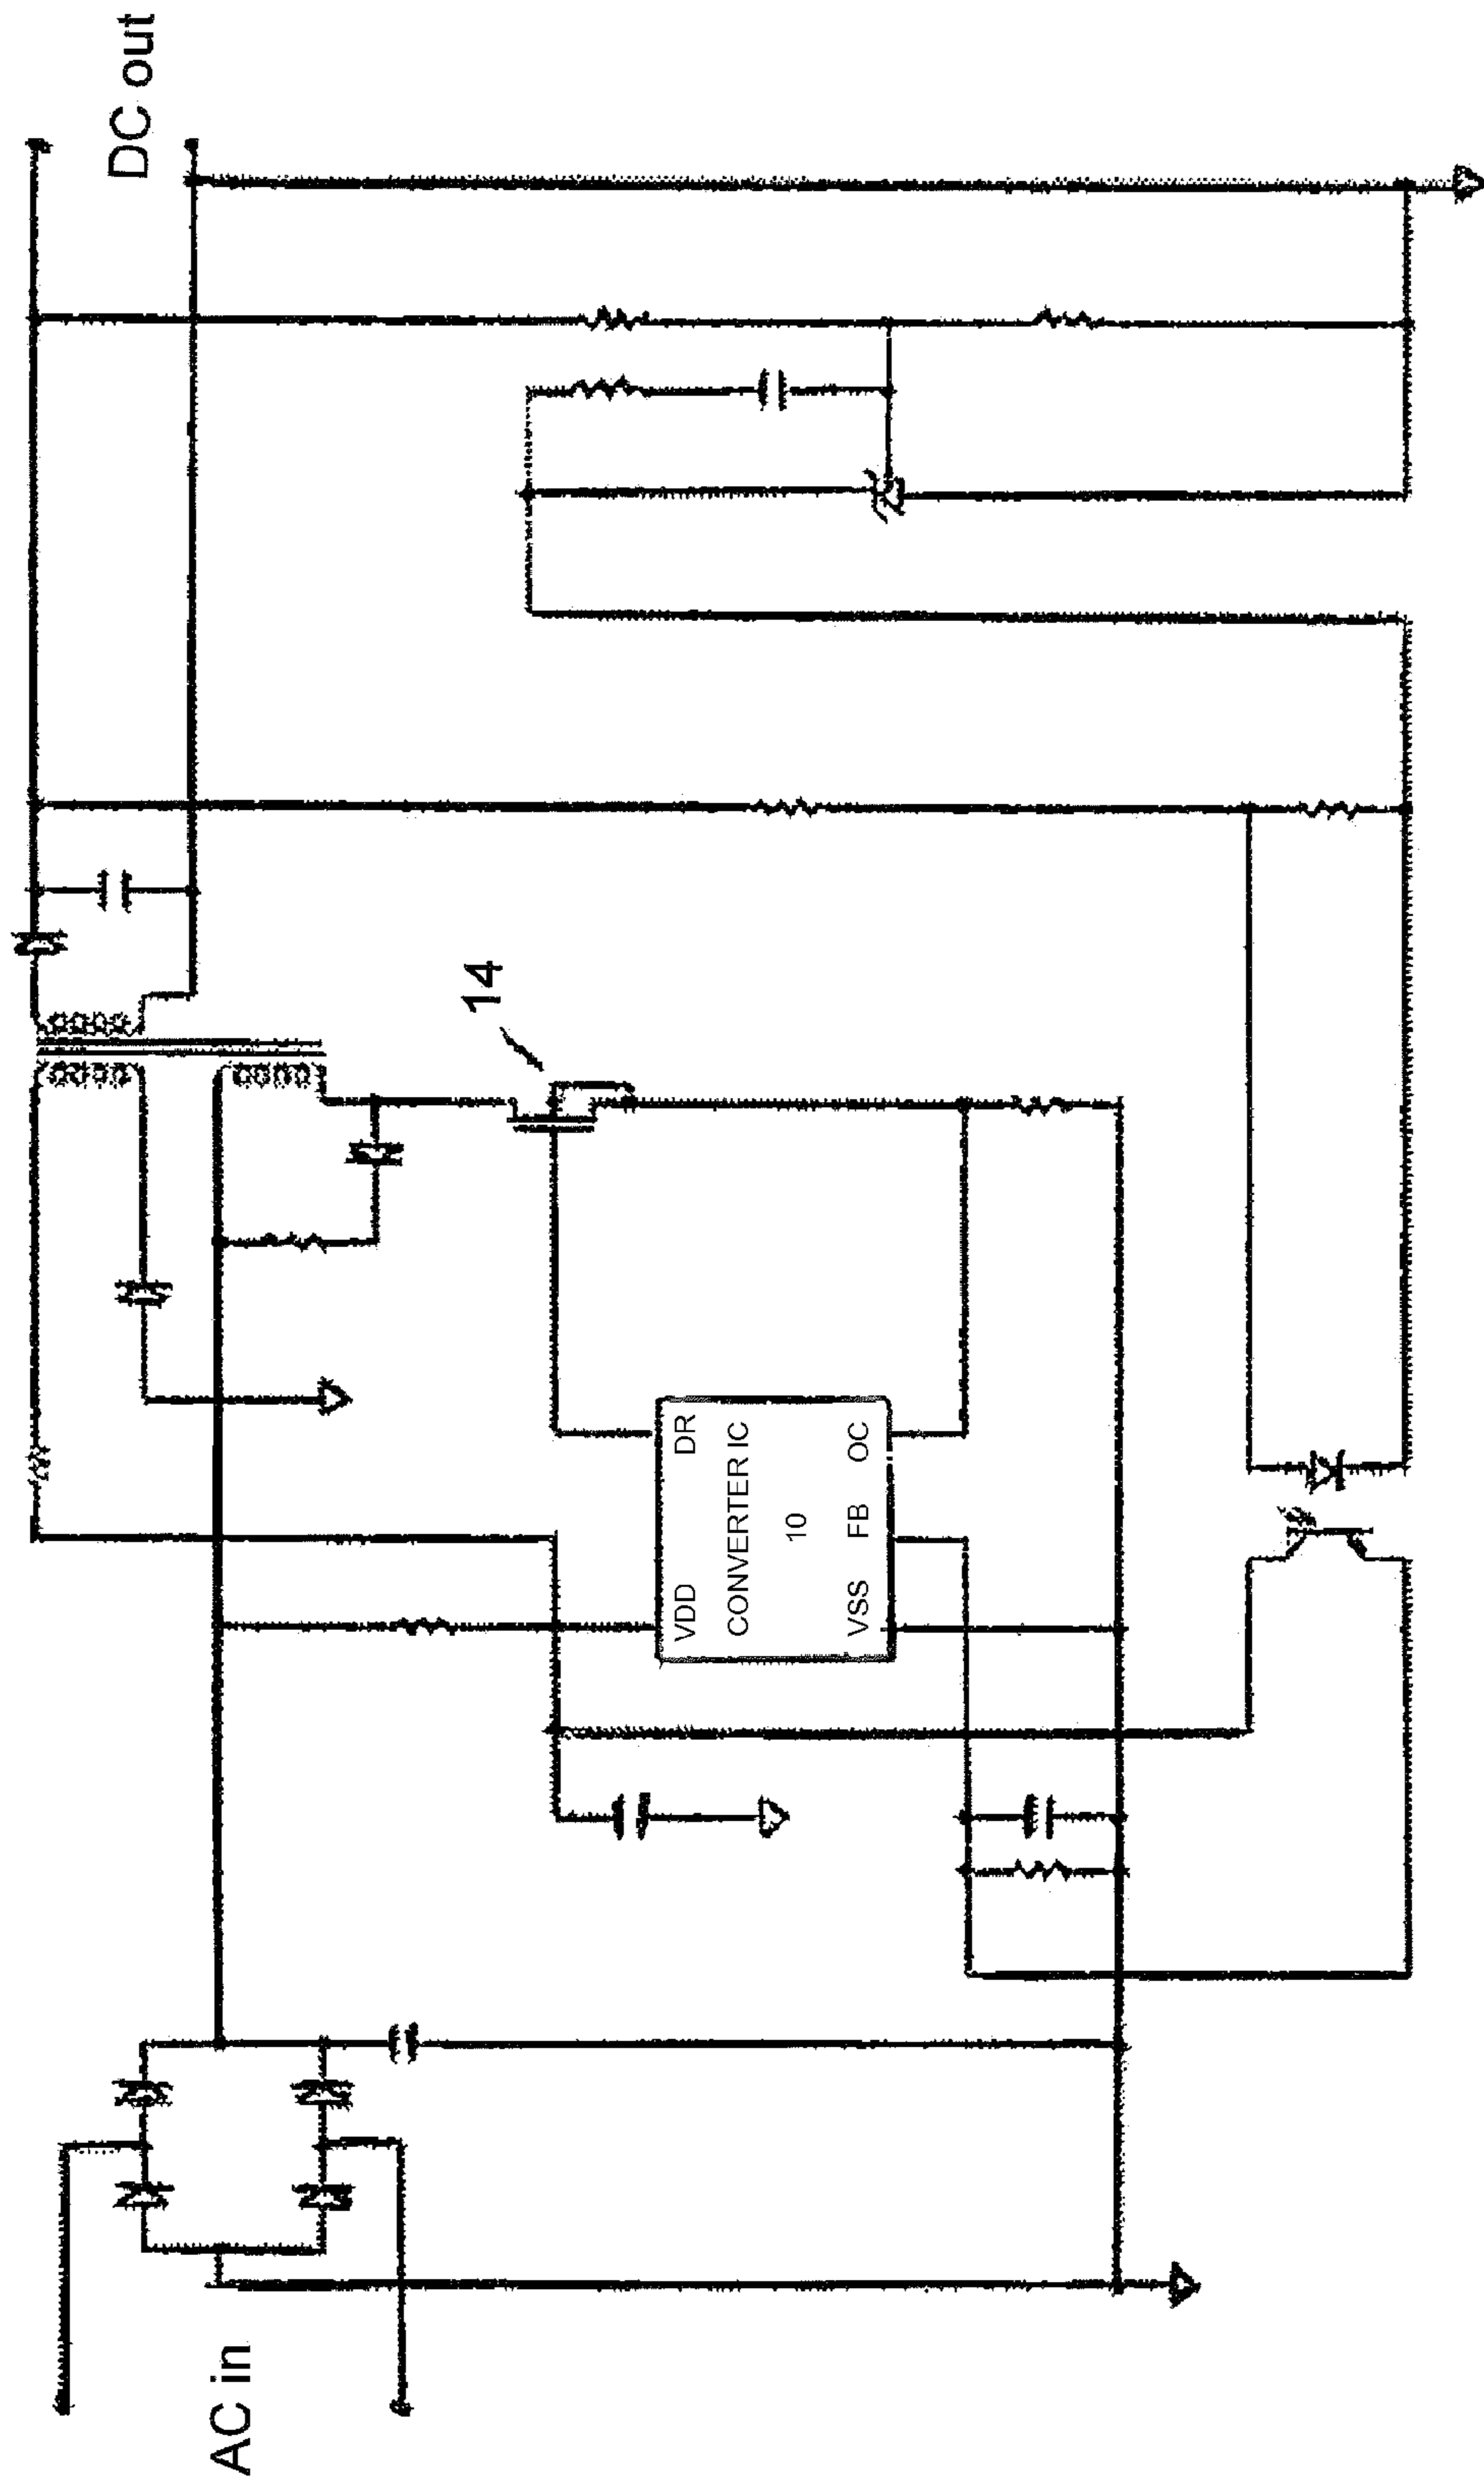 AC in
DC out
14
VDD
DR
CONVERTER IC
10
VSS
FB
OC